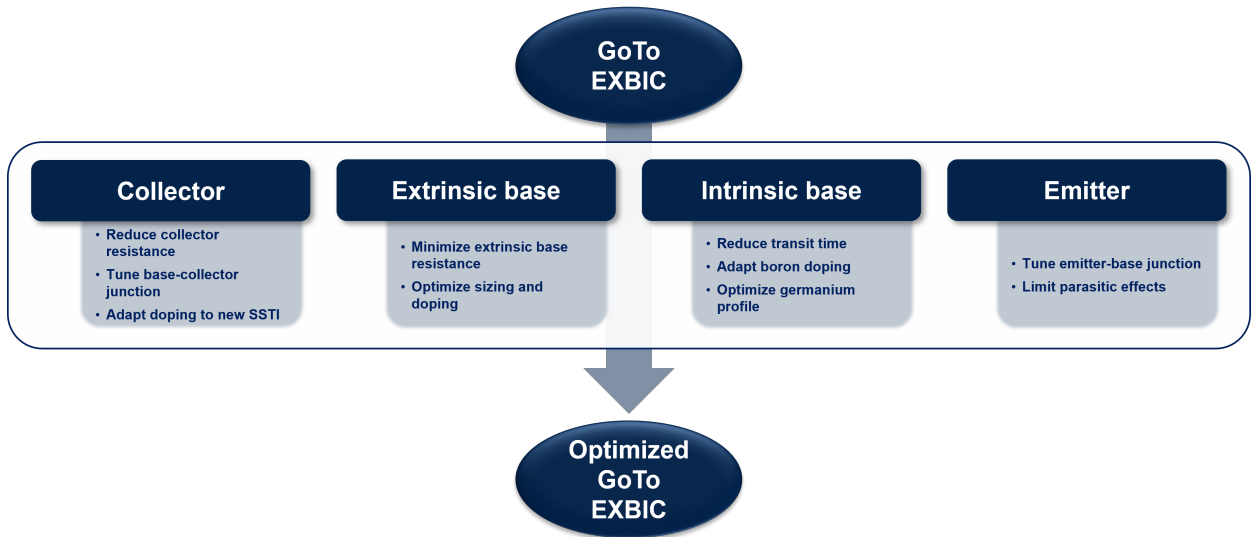 GoTo
EXBIC
Collector
• Reduce collector
resistance
• Tune base-collector
junction
• Adapt doping to new SSTI
Extrinsic base
• Minimize extrinsic base
resistance
• Optimize sizing and
doping
Intrinsic base
• Reduce transit time
• Adapt boron doping
• Optimize germanium
profile
Emitter
• Tune emitter-base junction
• Limit parasitic effects
Optimized
GoTo
EXBIC